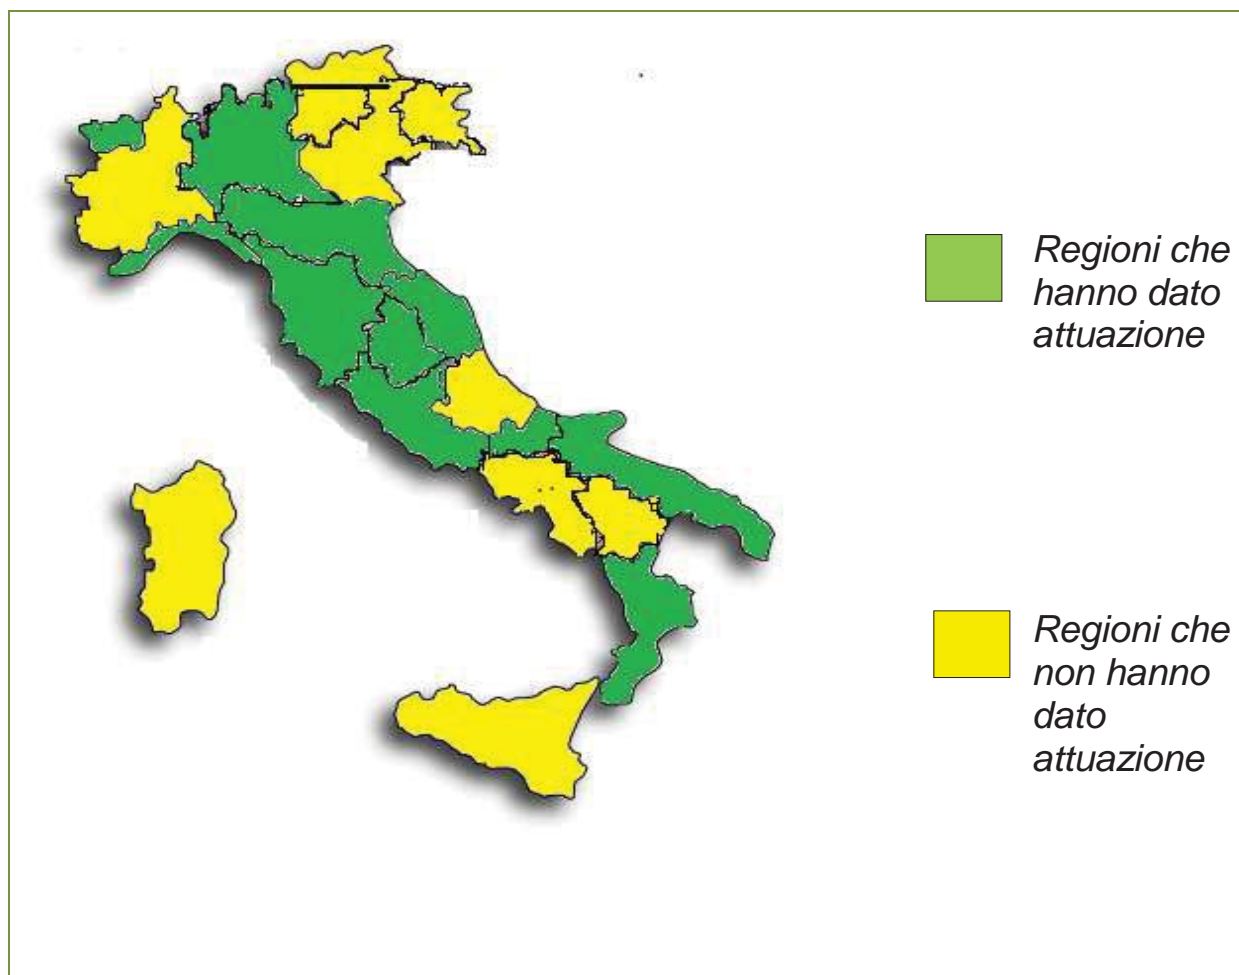 Regioni che
hanno dato
attuazione
Regioni che
non hanno
dato
attuazione